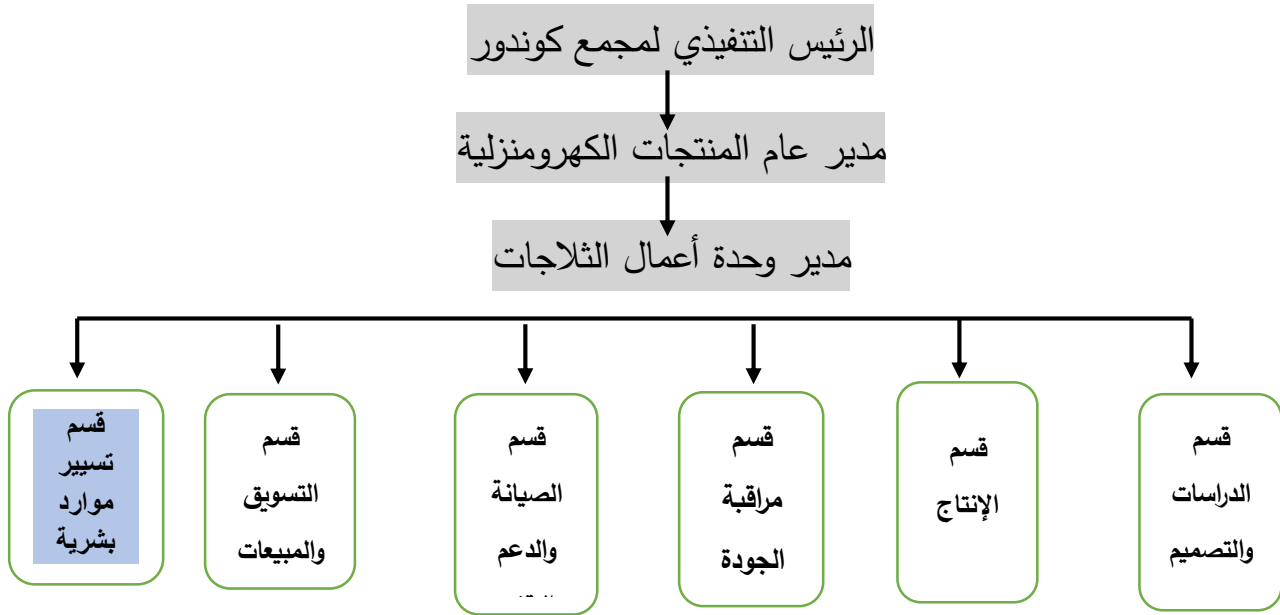 الرئيس التنفيذي لمجمع كوندور
مدير عام المنتجات الكهرومنزلية
مدير وحدة أعمال الثلاجات
قسم
الدراسات
والتصميم
قسم
الإنتاج
قسم
مراقبة
الجودة
قسم
الصيانة
والدعم
قسم
التسويق
والمبيعات
قسم
تسيير
موارد
بشرية